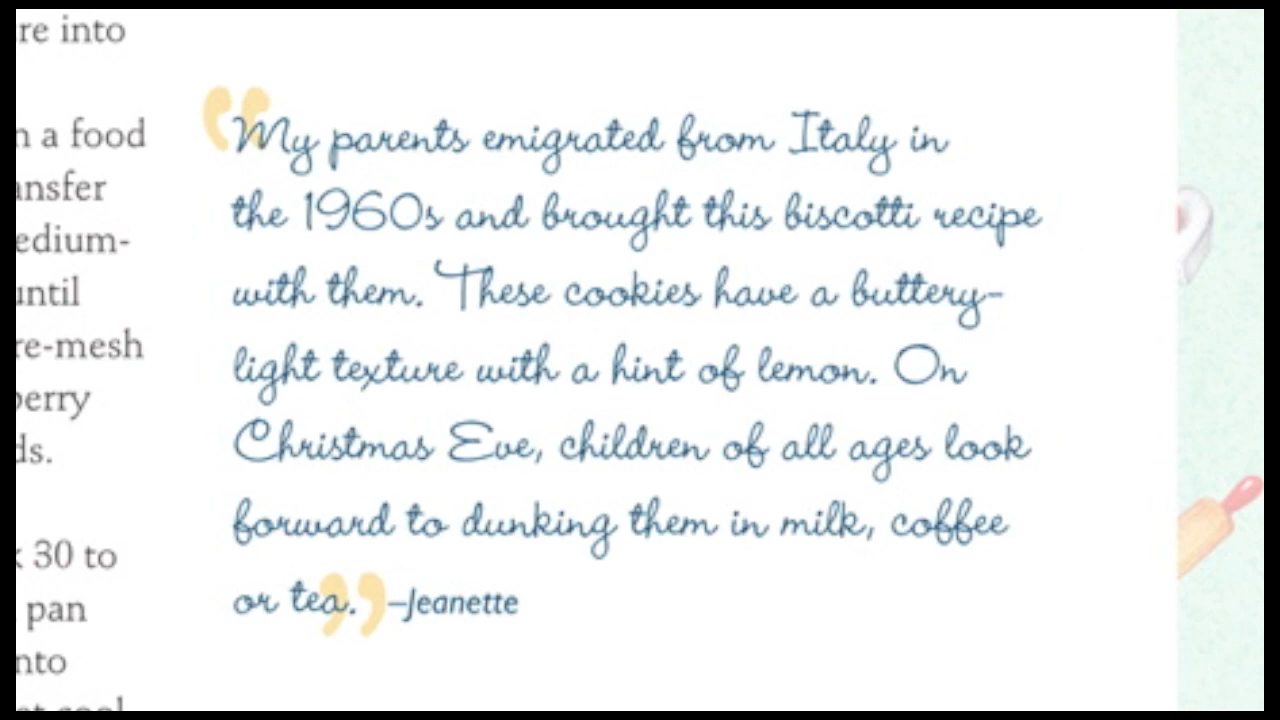 re into
n a food
ansfer
edium-
until
re-mesh
berry
ds.
30 to
pan
nto
“My parents emigrated from Italy in
the 1960s and brought this biscotti recipe
with them. These cookies have a buttery-
light texture with a hint of lemon. On
Christmas Eve, children of all ages look
forward to dunking them in milk, coffee
or tea.” –Jeanette